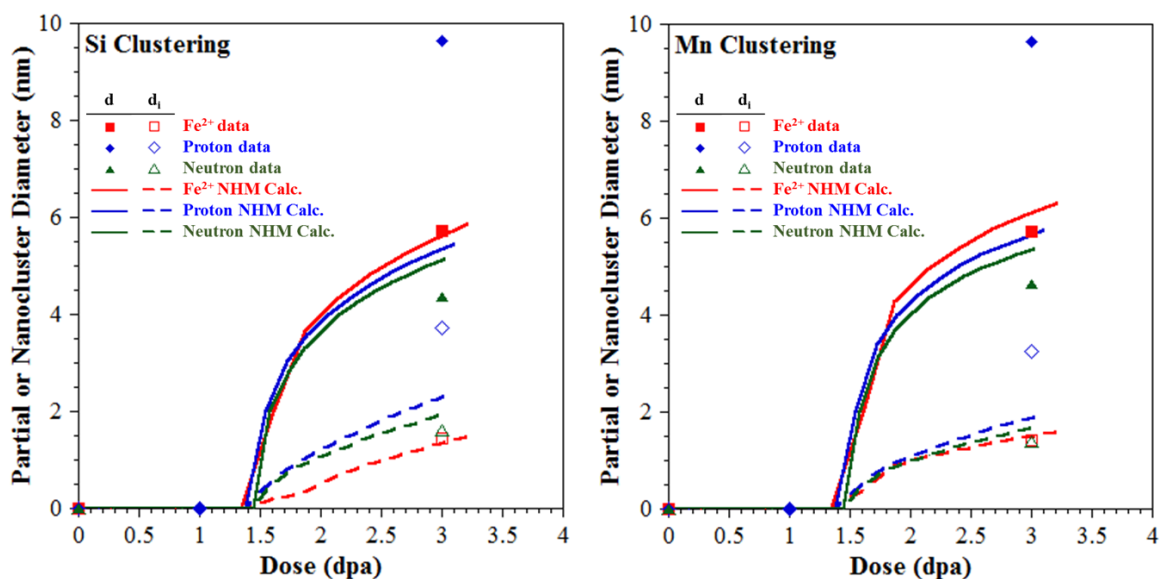 Si Clustering
d di
Fe2+ data
Proton data
Neutron data
Fe2+ NHM Calc.
Proton NHM Calc.
Neutron NHM Calc.
Partial or Nanocluster Diameter (nm)
10
8
6
4
2
0
0 0.5 1 1.5 2 2.5 3 3.5 4
Dose (dpa)
Mn Clustering
d di
Fe2+ data
Proton data
Neutron data
Fe2+ NHM Calc.
Proton NHM Calc.
Neutron NHM Calc.
Partial or Nanocluster Diameter (nm)
10
8
6
4
2
0
0 0.5 1 1.5 2 2.5 3 3.5 4
Dose (dpa)